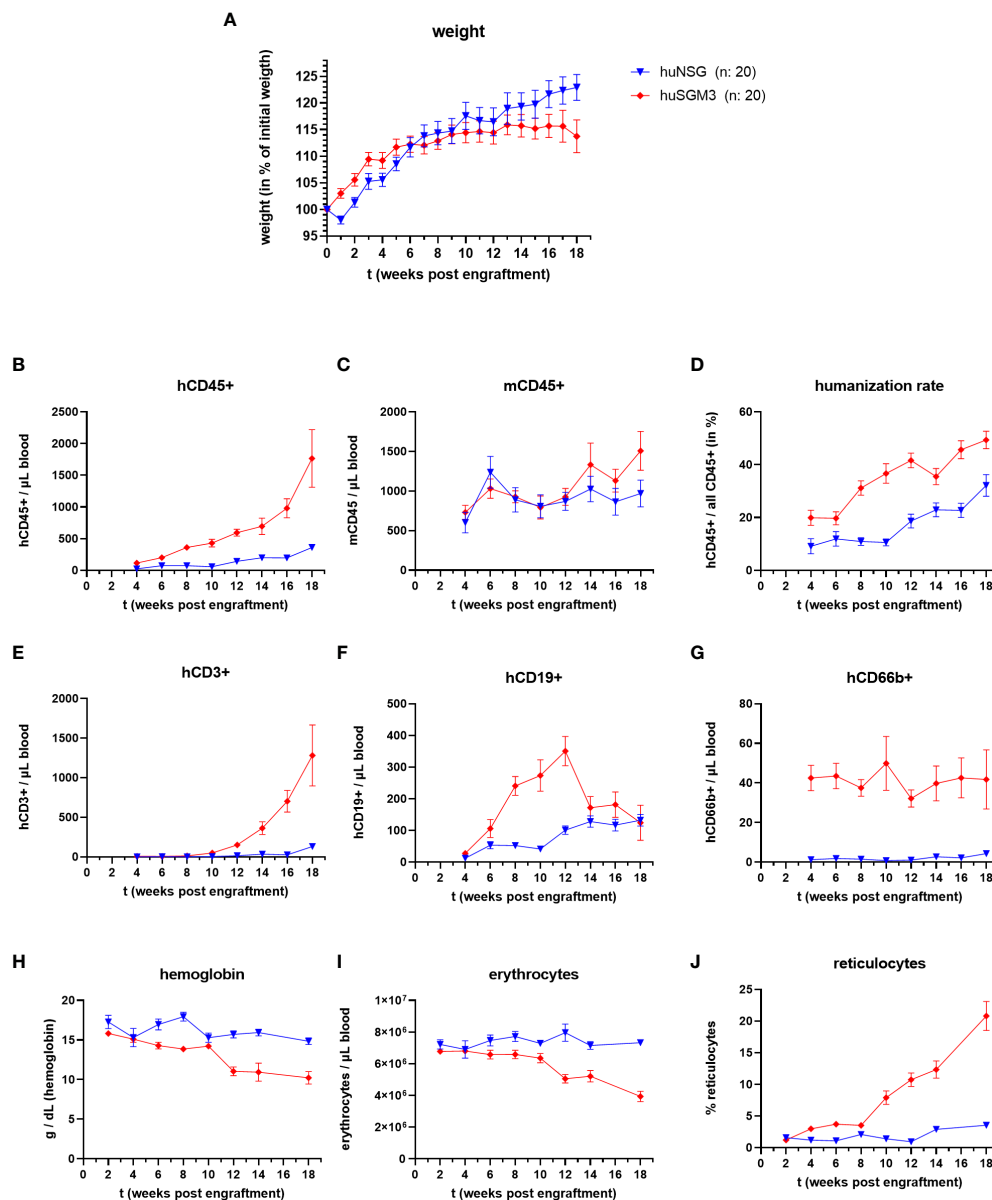 A
weight
weight (in % of initial weigth)
125
120
115
110
105
100
95
0 2 4 6 8 10 12 14 16 18
t (weeks post engraftment)
huNSG (n: 20)
huSGM3 (n: 20)
B
hCD45+
hCD45+ / µL blood
2500
2000
1500
1000
500
0
0 2 4 6 8 10 12 14 16 18
t (weeks post engraftment)
C
mCD45+
mCD45 / µL blood
2000
1500
1000
500
0
0 2 4 6 8 10 12 14 16 18
t (weeks post engraftment)
D
humanization rate
hCD45+ / all CD45+ (in %)
60
40
20
0
0 2 4 6 8 10 12 14 16 18
t (weeks post engraftment)
E
hCD3+
hCD3+ / µL blood
2000
1500
1000
500
0
0 2 4 6 8 10 12 14 16 18
t (weeks post engraftment)
F
hCD19+
hCD19+ / µL blood
500
400
300
200
100
0
0 2 4 6 8 10 12 14 16 18
t (weeks post engraftment)
G
hCD66b+
hCD66b+ / µL blood
80
60
40
20
0
0 2 4 6 8 10 12 14 16 18
t (weeks post engraftment)
H
hemoglobin
g / dL (hemoglobin)
20
15
10
5
0
0 2 4 6 8 10 12 14 16 18
t (weeks post engraftment)
I
erythrocytes
erythrocytes / µL blood
1×10⁷
8×10⁶
6×10⁶
4×10⁶
2×10⁶
0
0 2 4 6 8 10 12 14 16 18
t (weeks post engraftment)
J
reticulocytes
% reticulocytes
25
20
15
10
5
0
0 2 4 6 8 10 12 14 16 18
t (weeks post engraftment)